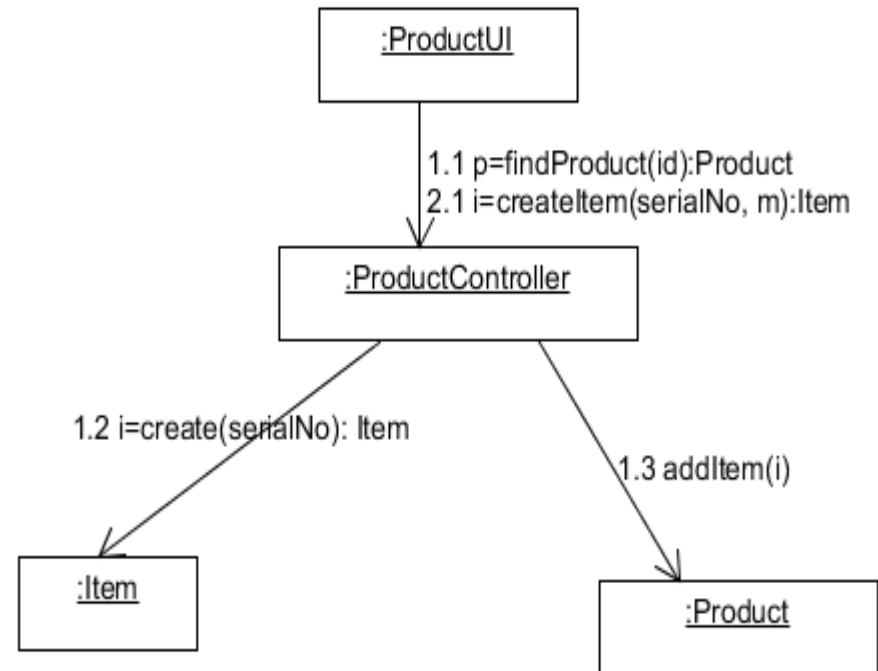 :ProductUI
1.1 p=findProduct(id):Product
2.1 i=createItem(serialNo, m):Item
:ProductController
1.2 i=create(serialNo): Item
1.3 addItem(i)
:Item
:Product